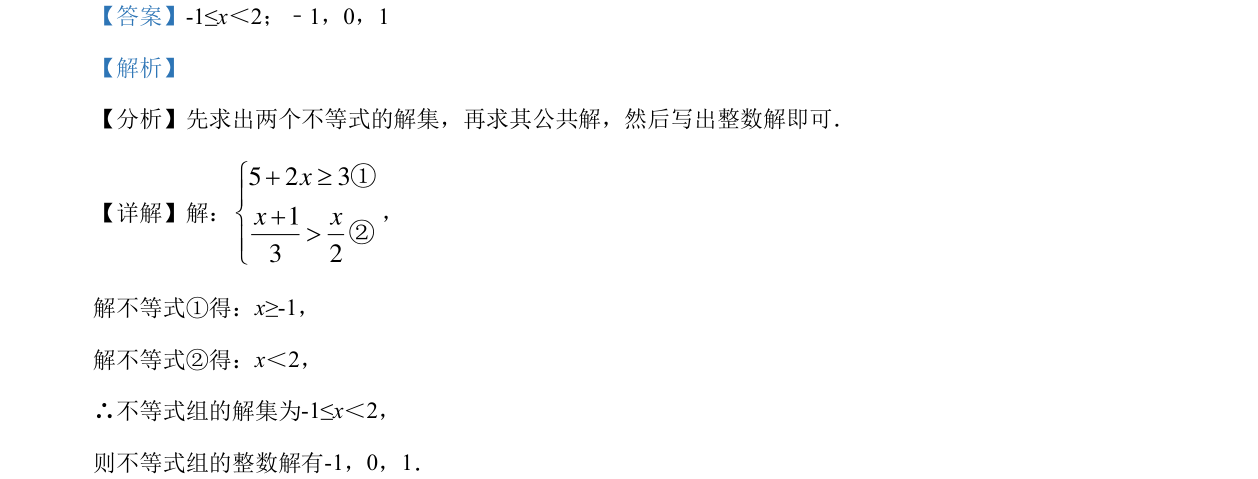 【答案】-1≤x＜2；﹣1，0，1
【解析】
【分析】先求出两个不等式的解集，再求其公共解，然后写出整数解即可．
【详解】解：{5+2x≥3① (x+1)/3 > x/2 ②，
解不等式①得：x≥-1，
解不等式②得：x＜2，
∴不等式组的解集为-1≤x＜2，
则不等式组的整数解有-1，0，1．